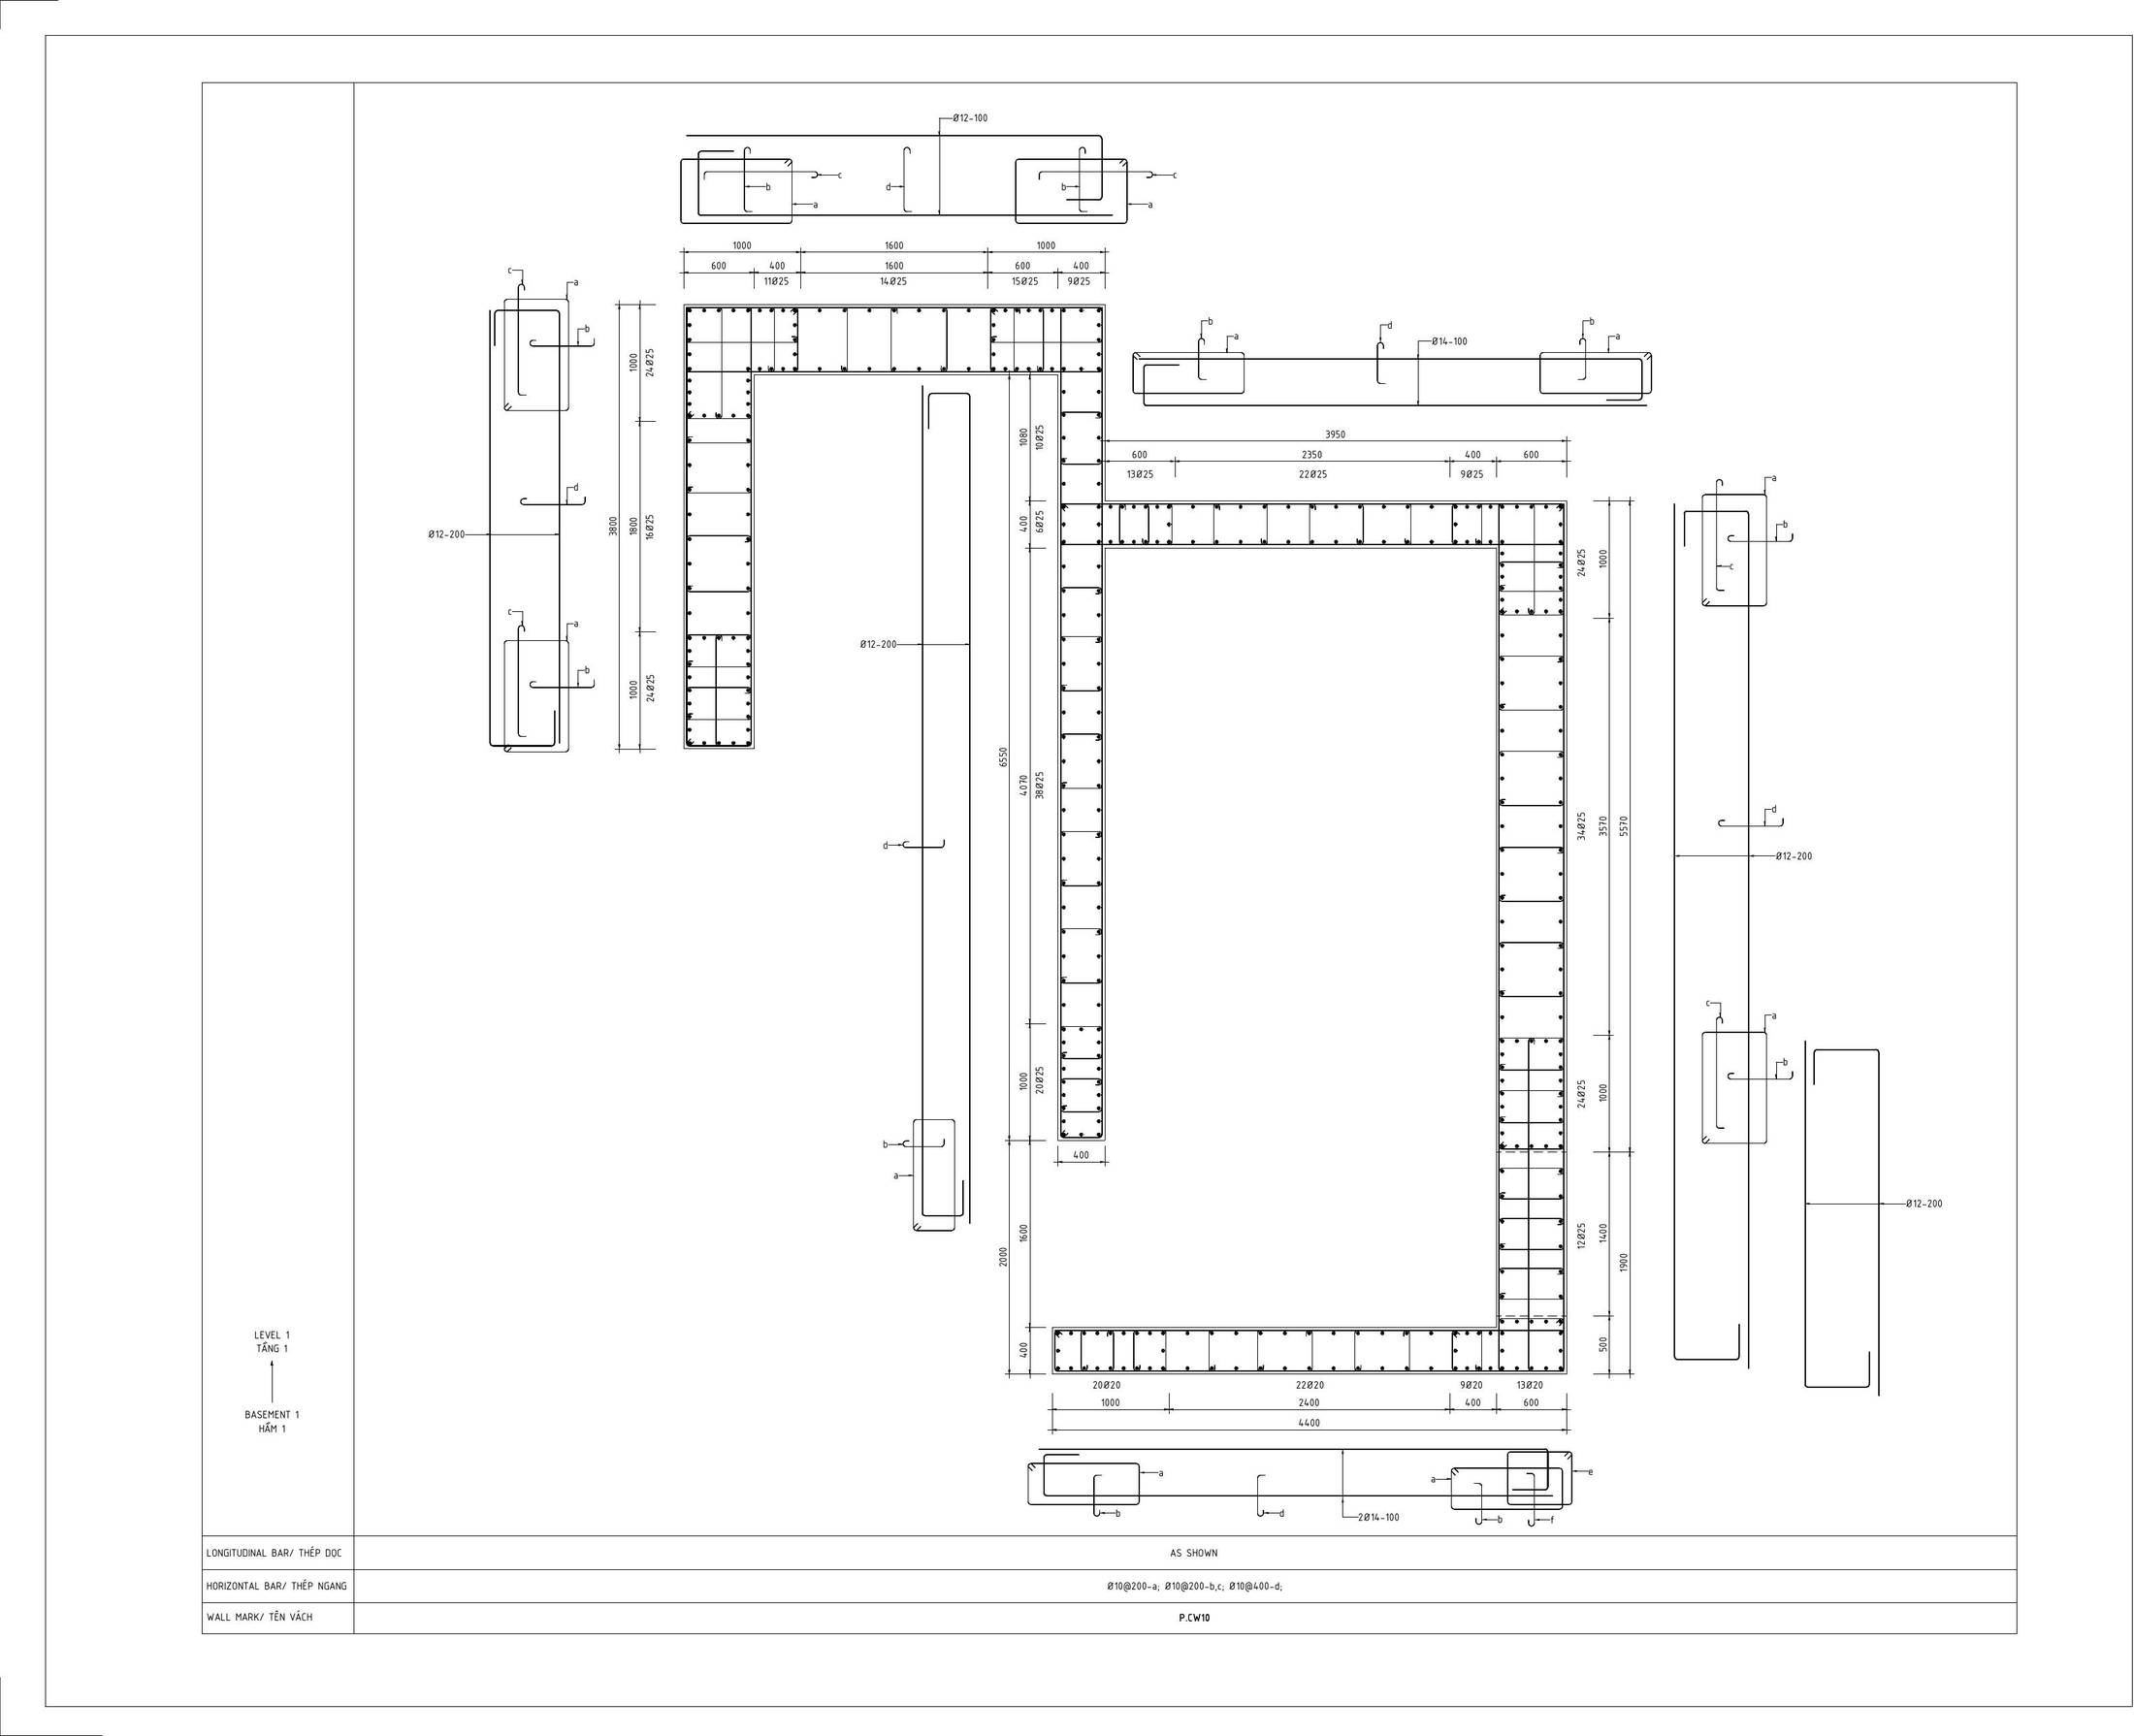 Ø12-100
b
d
b
c
c
a
a
1000
1600
1000
600
400
1600
600
400
11Ø25
14Ø25
15Ø25
9Ø25
c
a
b
d
Ø12-200
c
a
b
3800
1000
24Ø25
1800
16Ø25
1000
24Ø25
b
a
d
Ø14-100
b
a
3950
600
2350
400
600
13Ø25
22Ø25
9Ø25
1080
10Ø25
400
6Ø25
Ø12-200
6550
4070
38Ø25
d
1000
20Ø25
b
a
400
2000
1600
400
24Ø25
1000
34Ø25
3570
5570
24Ø25
1000
12Ø25
1400
1900
500
a
b
c
d
Ø12-200
c
a
b
Ø12-200
20Ø20
22Ø20
9Ø20
13Ø20
1000
2400
400
600
4400
a
b
d
2Ø14-100
a
b
e
f
LEVEL 1
TẦNG 1
BASEMENT 1
HẦM 1
LONGITUDINAL BAR/ THÉP DỌC
AS SHOWN
HORIZONTAL BAR/ THÉP NGANG
Ø10@200-a; Ø10@200-b,c; Ø10@400-d;
WALL MARK/ TÊN VÁCH
P.CW10